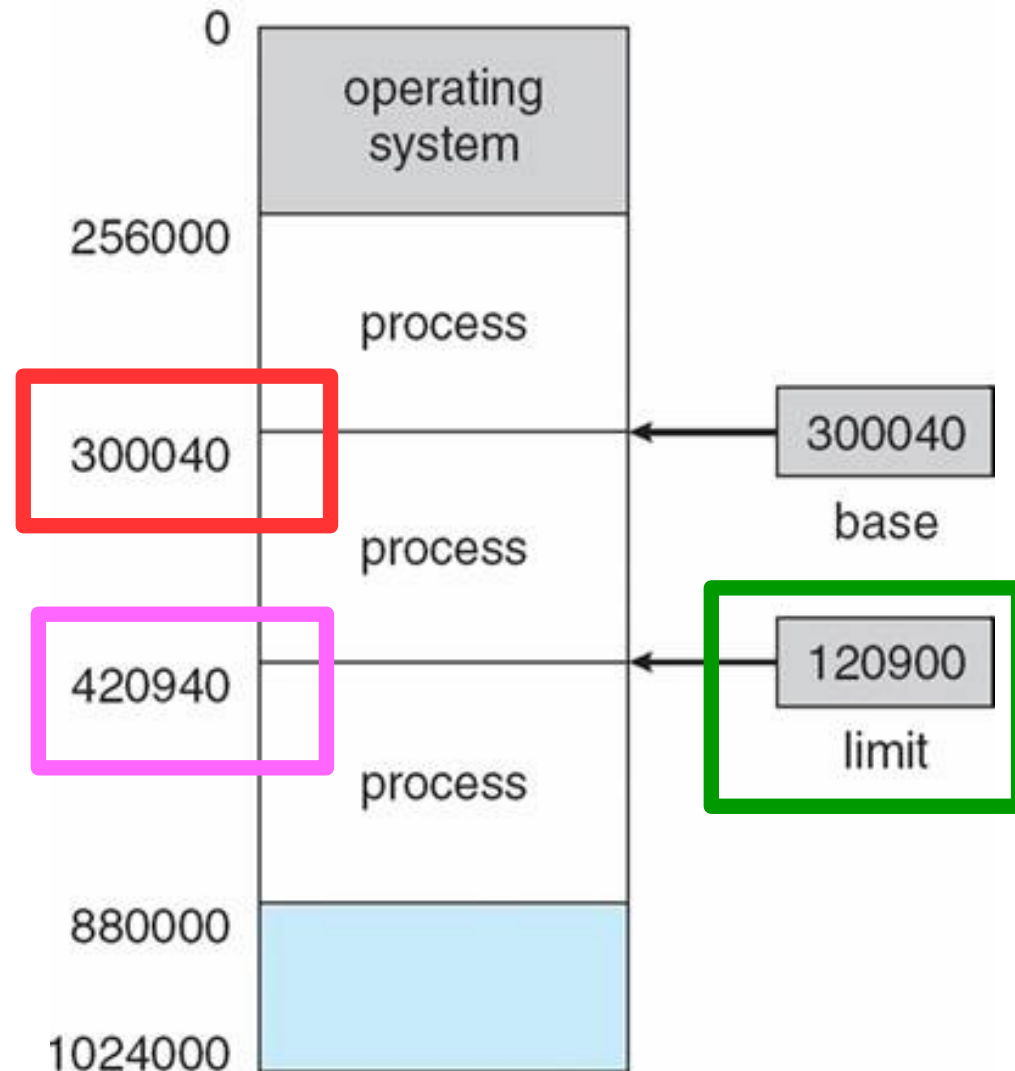 0
operating
system
256000
process
300040
300040
base
process
420940
120900
limit
process
880000
1024000